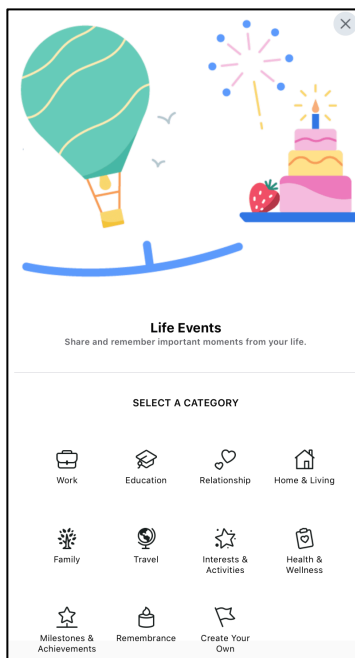 Life Events
Share and remember important moments from your life.
SELECT A CATEGORY
Work
Education
Relationship
Home & Living
Family
Travel
Interests &
Activities
Health &
Wellness
Milestones &
Achievements
Remembrance
Create Your
Own